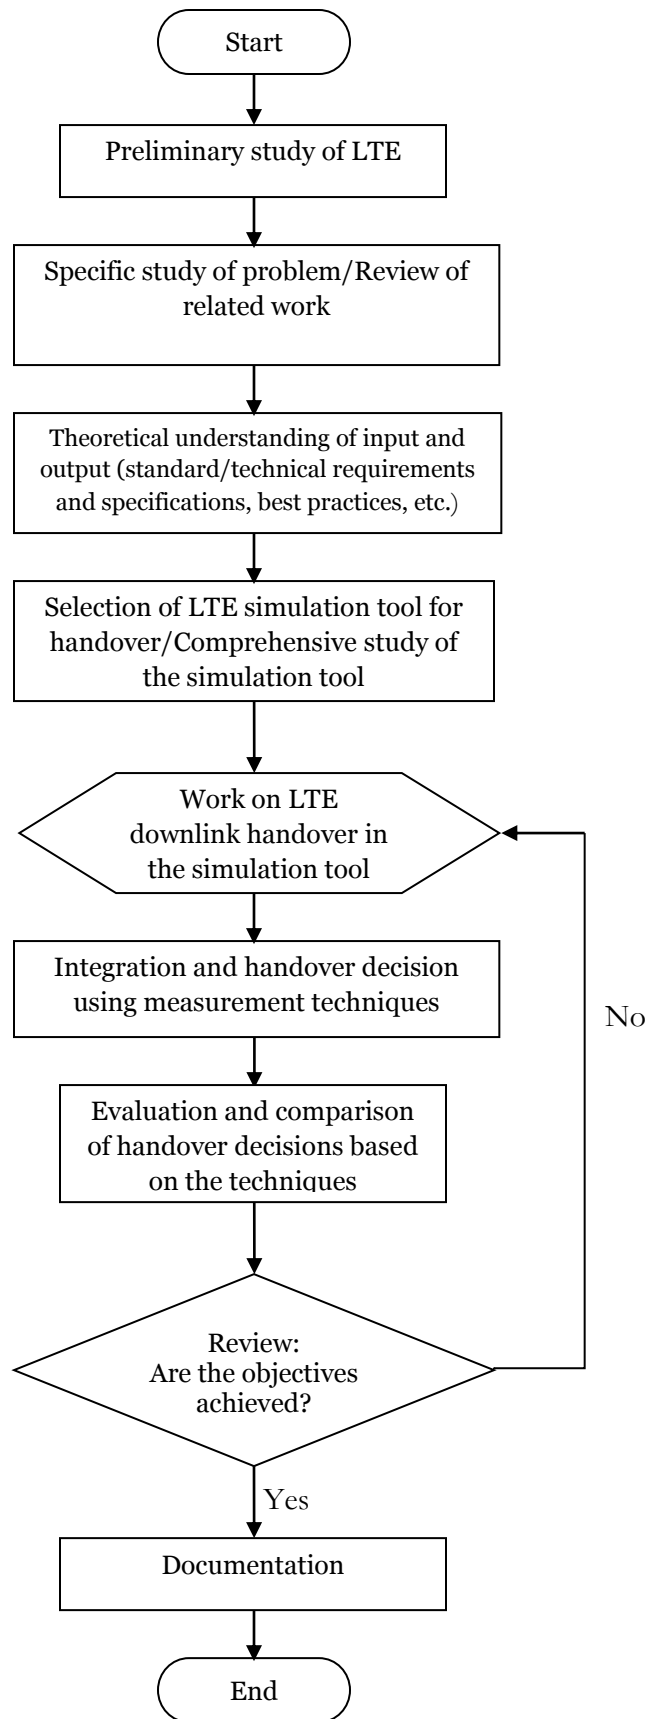 Start
Preliminary study of LTE
Specific study of problem/Review of
related work
Theoretical understanding of input and
output (standard/technical requirements
and specifications, best practices, etc.)
Selection of LTE simulation tool for
handover/Comprehensive study of
the simulation tool
Work on LTE
downlink handover in
the simulation tool
Integration and handover decision
using measurement techniques
No
Evaluation and comparison
of handover decisions based
on the techniques
Review:
Are the objectives
achieved?
Yes
Documentation
End